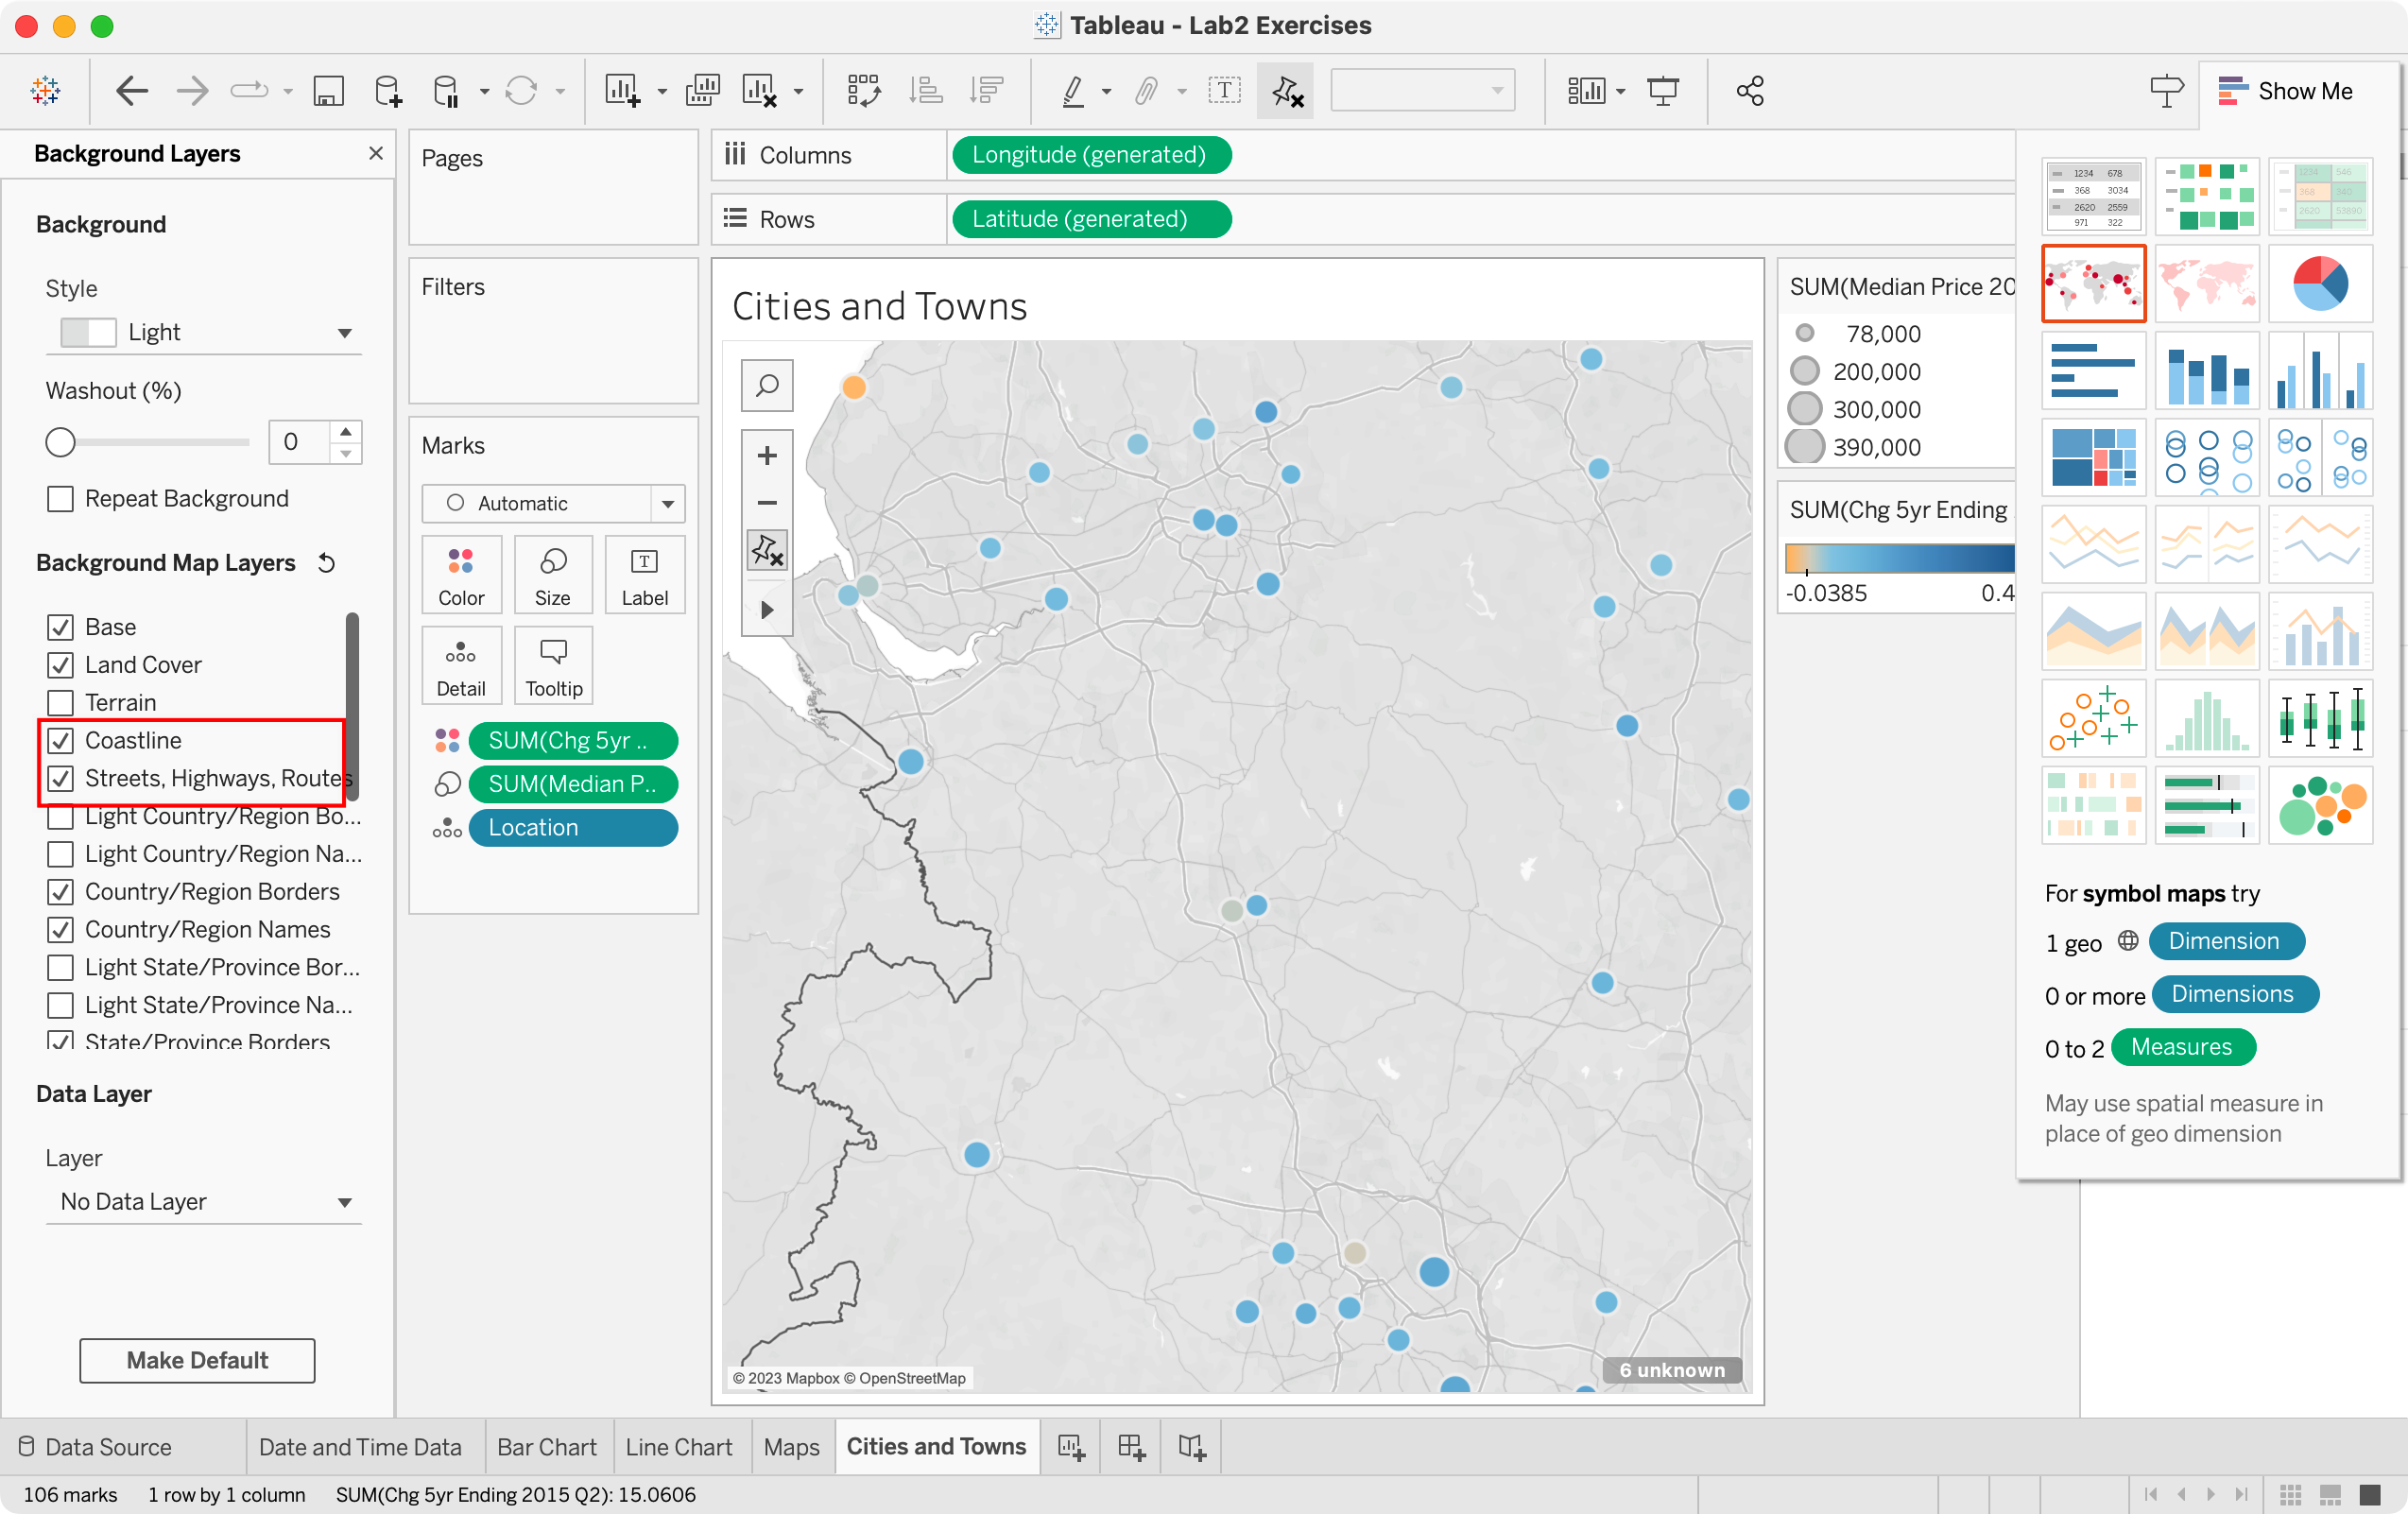 Tableau - Lab2 Exercises
Show Me
Background Layers
Background
Style
Light
Washout (%)
0
Repeat Background
Background Map Layers
Base
Land Cover
Terrain
Coastline
Streets, Highways, Routes
Light Country/Region Bo...
Light Country/Region Na...
Country/Region Borders
Country/Region Names
Light State/Province Bor...
Light State/Province Na...
State/Province Borders
Data Layer
Layer
No Data Layer
Make Default
Pages
Filters
Marks
Automatic
Color
Size
T
Label
Detail
Tooltip
SUM(Chg 5yr ..
SUM(Median P..
Location
Columns
Longitude (generated)
Rows
Latitude (generated)
Cities and Towns
© 2023 Mapbox © OpenStreetMap
6 unknown
SUM(Median Price 20
78,000
200,000
300,000
390,000
SUM(Chg 5yr Ending
-0.0385
0.4
1234 678
368 3034
2620 2559
971 322
1234 546
368 340
2620 53890
For symbol maps try
1 geo Dimension
0 or more Dimensions
0 to 2 Measures
May use spatial measure in
place of geo dimension
Data Source
Date and Time Data
Bar Chart
Line Chart
Maps
Cities and Towns
106 marks
1 row by 1 column
SUM(Chg 5yr Ending 2015 Q2): 15.0606